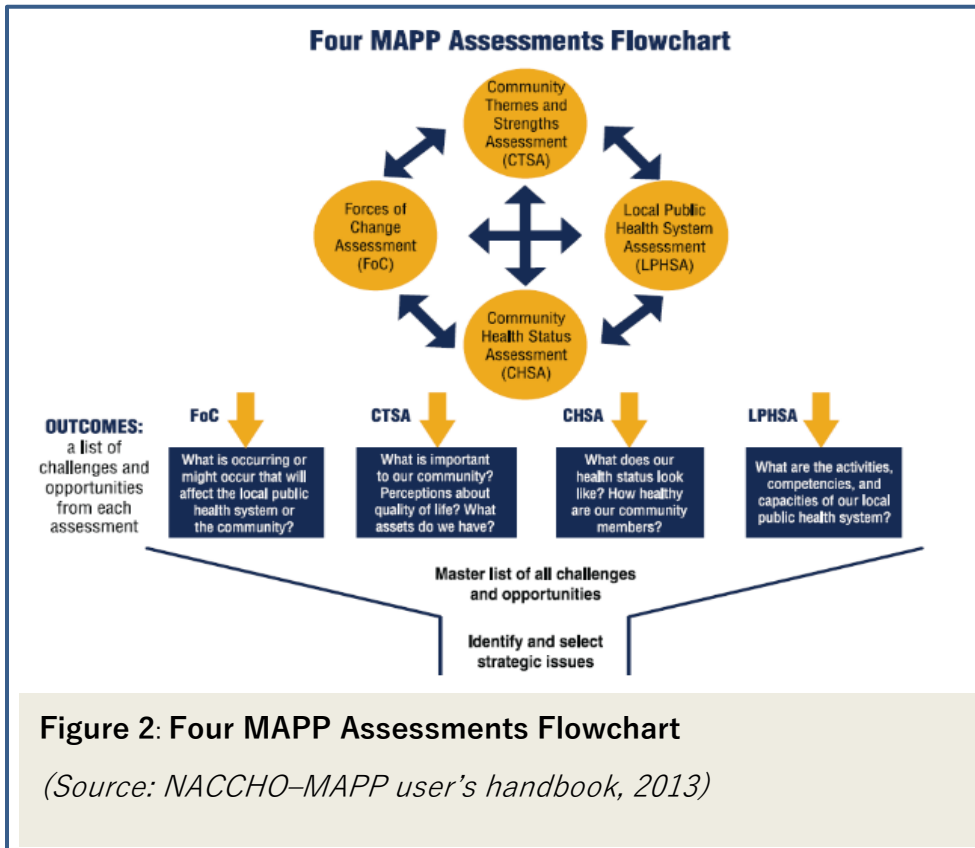 Four MAPP Assessments Flowchart
Community
Themes and
Strengths
Assessment
(CTSA)
Forces of
Change
Assessment
(FoC)
Local Public
Health System
Assessment
(LPHSA)
Community
Health Status
Assessment
(CHSA)
OUTCOMES:
a list of
challenges and
opportunities
from each
assessment
FoC
What is occurring or
might occur that will
affect the local public
health system or
the community?
CTSA
What is important
to our community?
Perceptions about
quality of life? What
assets do we have?
CHSA
What does our
health status look
like? How healthy
are our community
members?
LPHSA
What are the activities,
competencies, and
capacities of our local
public health system?
Master list of all challenges
and opportunities
Identify and select
strategic issues
Figure 2: Four MAPP Assessments Flowchart
(Source: NACCHO–MAPP user's handbook, 2013)